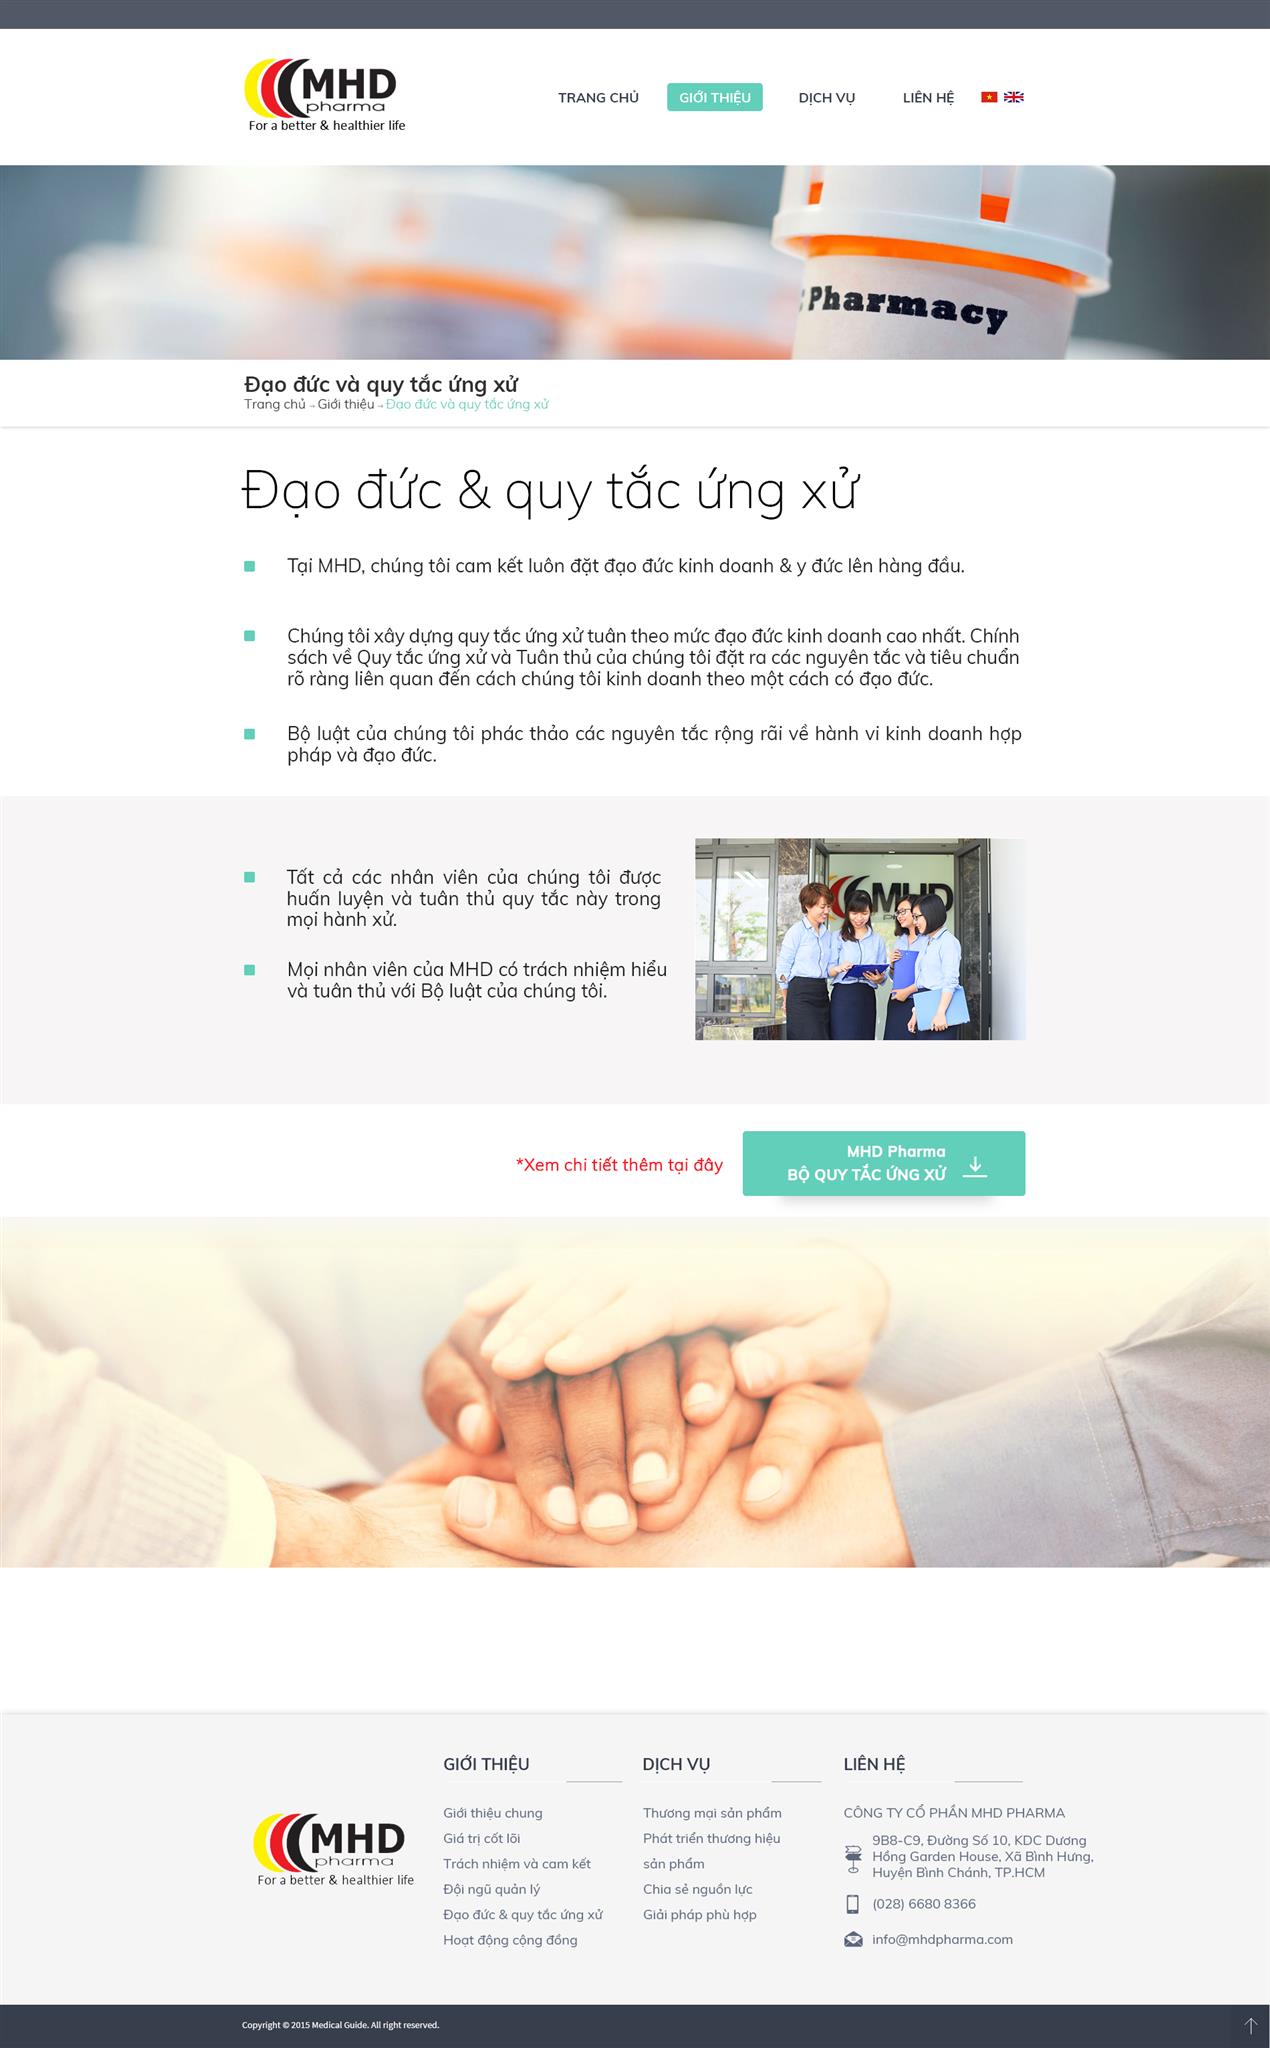 MHD
pharma
For a better & healthier life
TRANG CHỦ
GIỚI THIỆU
DỊCH VỤ
LIÊN HỆ
Pharmacy
Đạo đức và quy tắc ứng xử
Trang chủ → Giới thiệu → Đạo đức và quy tắc ứng xử
Đạo đức & quy tắc ứng xử
Tại MHD, chúng tôi cam kết luôn đặt đạo đức kinh doanh & y đức lên hàng đầu.
Chúng tôi xây dựng quy tắc ứng xử tuân theo mức đạo đức kinh doanh cao nhất. Chính
sách về Quy tắc ứng xử và Tuân thủ của chúng tôi đặt ra các nguyên tắc và tiêu chuẩn
rõ ràng liên quan đến cách chúng tôi kinh doanh theo một cách có đạo đức.
Bộ luật của chúng tôi phác thảo các nguyên tắc rộng rãi về hành vi kinh doanh hợp
pháp và đạo đức.
Tất cả các nhân viên của chúng tôi được
huấn luyện và tuân thủ quy tắc này trong
mọi hành xử.
Mọi nhân viên của MHD có trách nhiệm hiểu
và tuân thủ với Bộ luật của chúng tôi.
MHD
*Xem chi tiết thêm tại đây
MHD Pharma
BỘ QUY TẮC ỨNG XỬ
MHD
pharma
For a better & healthier life
GIỚI THIỆU
Giới thiệu chung
Giá trị cốt lõi
Trách nhiệm và cam kết
Đội ngũ quản lý
Đạo đức & quy tắc ứng xử
Hoạt động cộng đồng
DỊCH VỤ
Thương mại sản phẩm
Phát triển thương hiệu
sản phẩm
Chia sẻ nguồn lực
Giải pháp phù hợp
LIÊN HỆ
CÔNG TY CỔ PHẦN MHD PHARMA
9B8-C9, Đường Số 10, KDC Dương
Hồng Garden House, Xã Bình Hưng,
Huyện Bình Chánh, TP.HCM
(028) 6680 8366
info@mhdpharma.com
Copyright © 2015 Medical Guide. All right reserved.